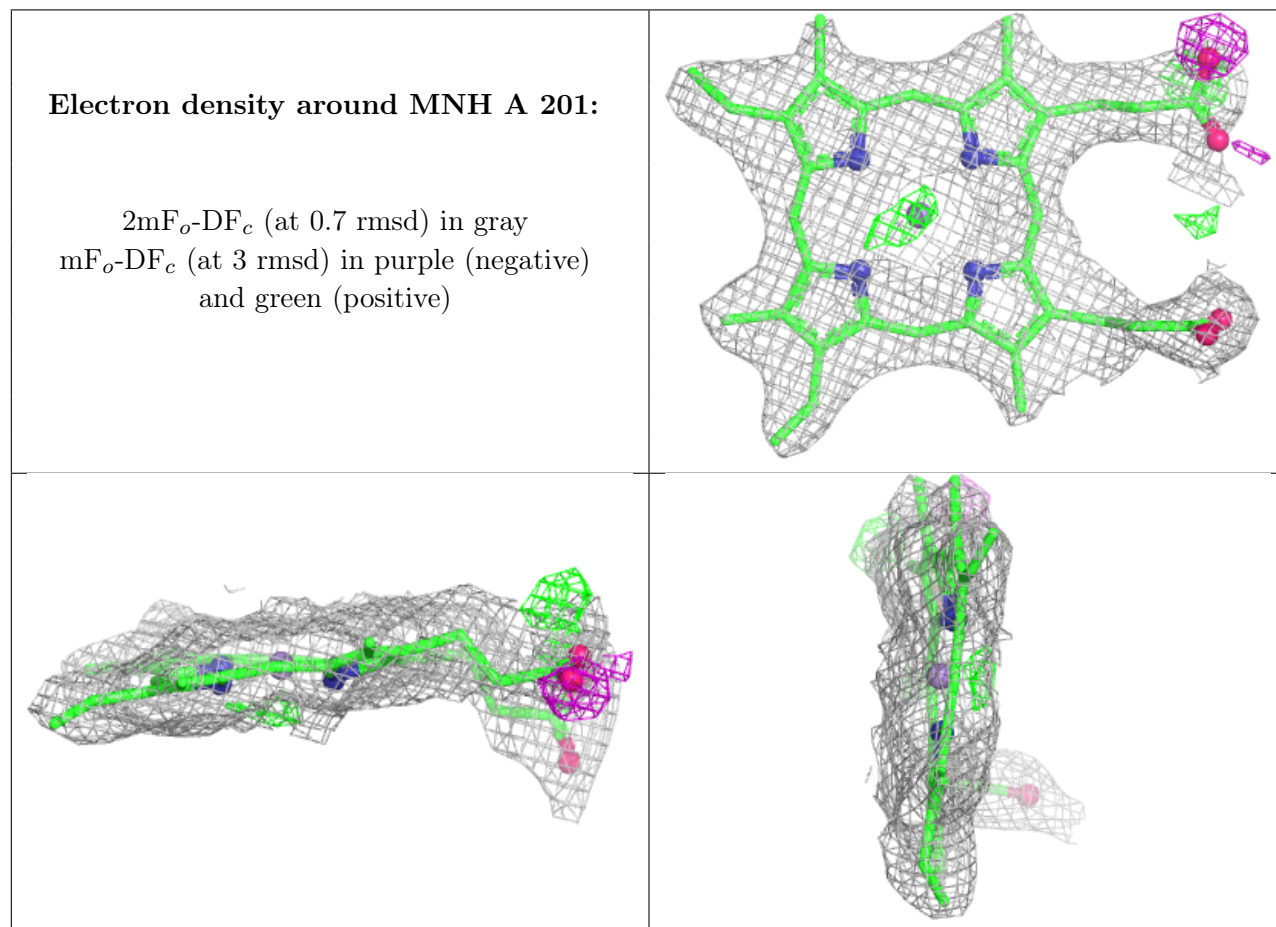 Electron density around MNH A 201:
2mFₒ-DF𝒸 (at 0.7 rmsd) in gray
mFₒ-DF𝒸 (at 3 rmsd) in purple (negative)
and green (positive)